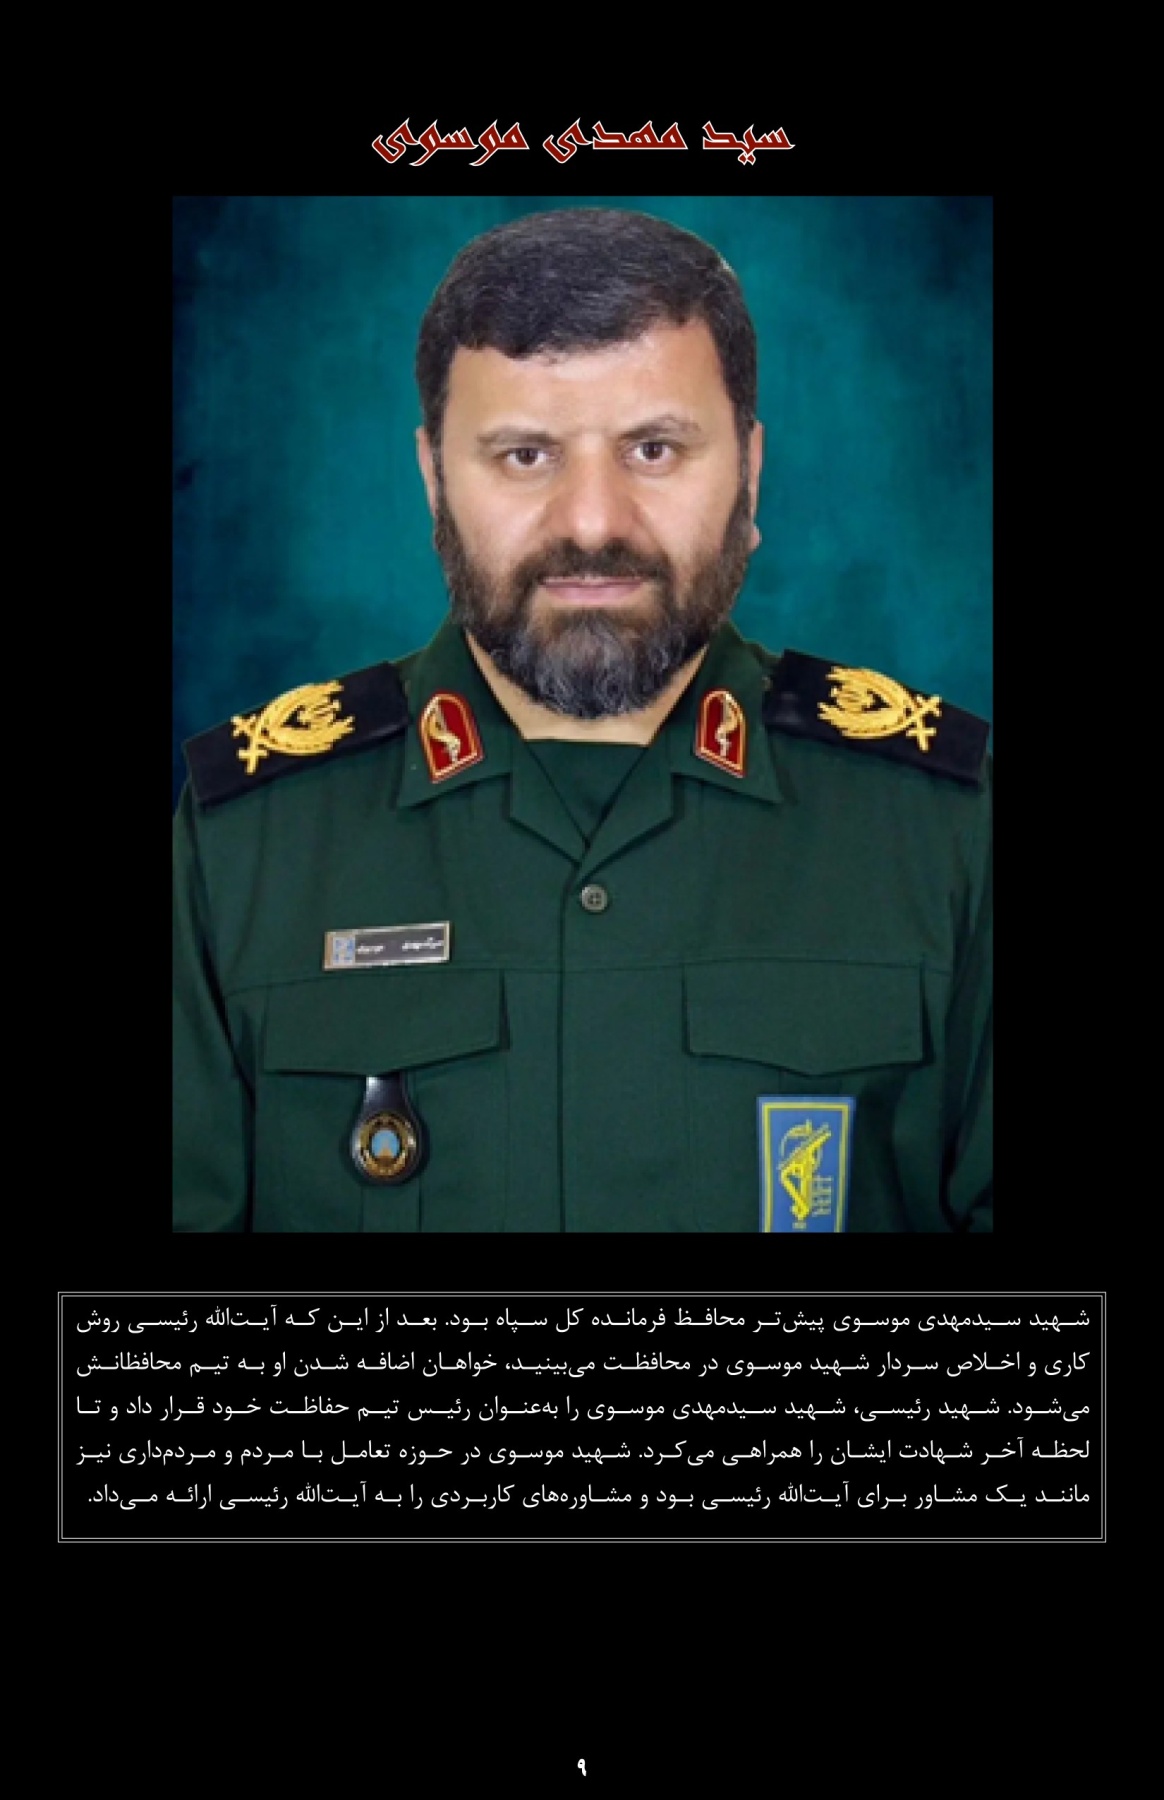 سید مهدی موسوی
شهید سیدمهدی موسوی پیش‌تر محافظ فرمانده کل سپاه بود. بعد از این که آیت‌الله رئیسی روش
کاری و اخلاص سردار شهید موسوی در محافظت می‌بینید، خواهان اضافه شدن او به تیم محافظانش
می‌شود. شهید رئیسی، شهید سیدمهدی موسوی را به‌عنوان رئیس تیم حفاظت خود قرار داد و تا
لحظه آخر شهادت ایشان را همراهی می‌کرد. شهید موسوی در حوزه تعامل با مردم و مردم‌داری نیز
مانند یک مشاور برای آیت‌الله رئیسی بود و مشاوره‌های کاربردی را به آیت‌الله رئیسی ارائه می‌داد.
۹